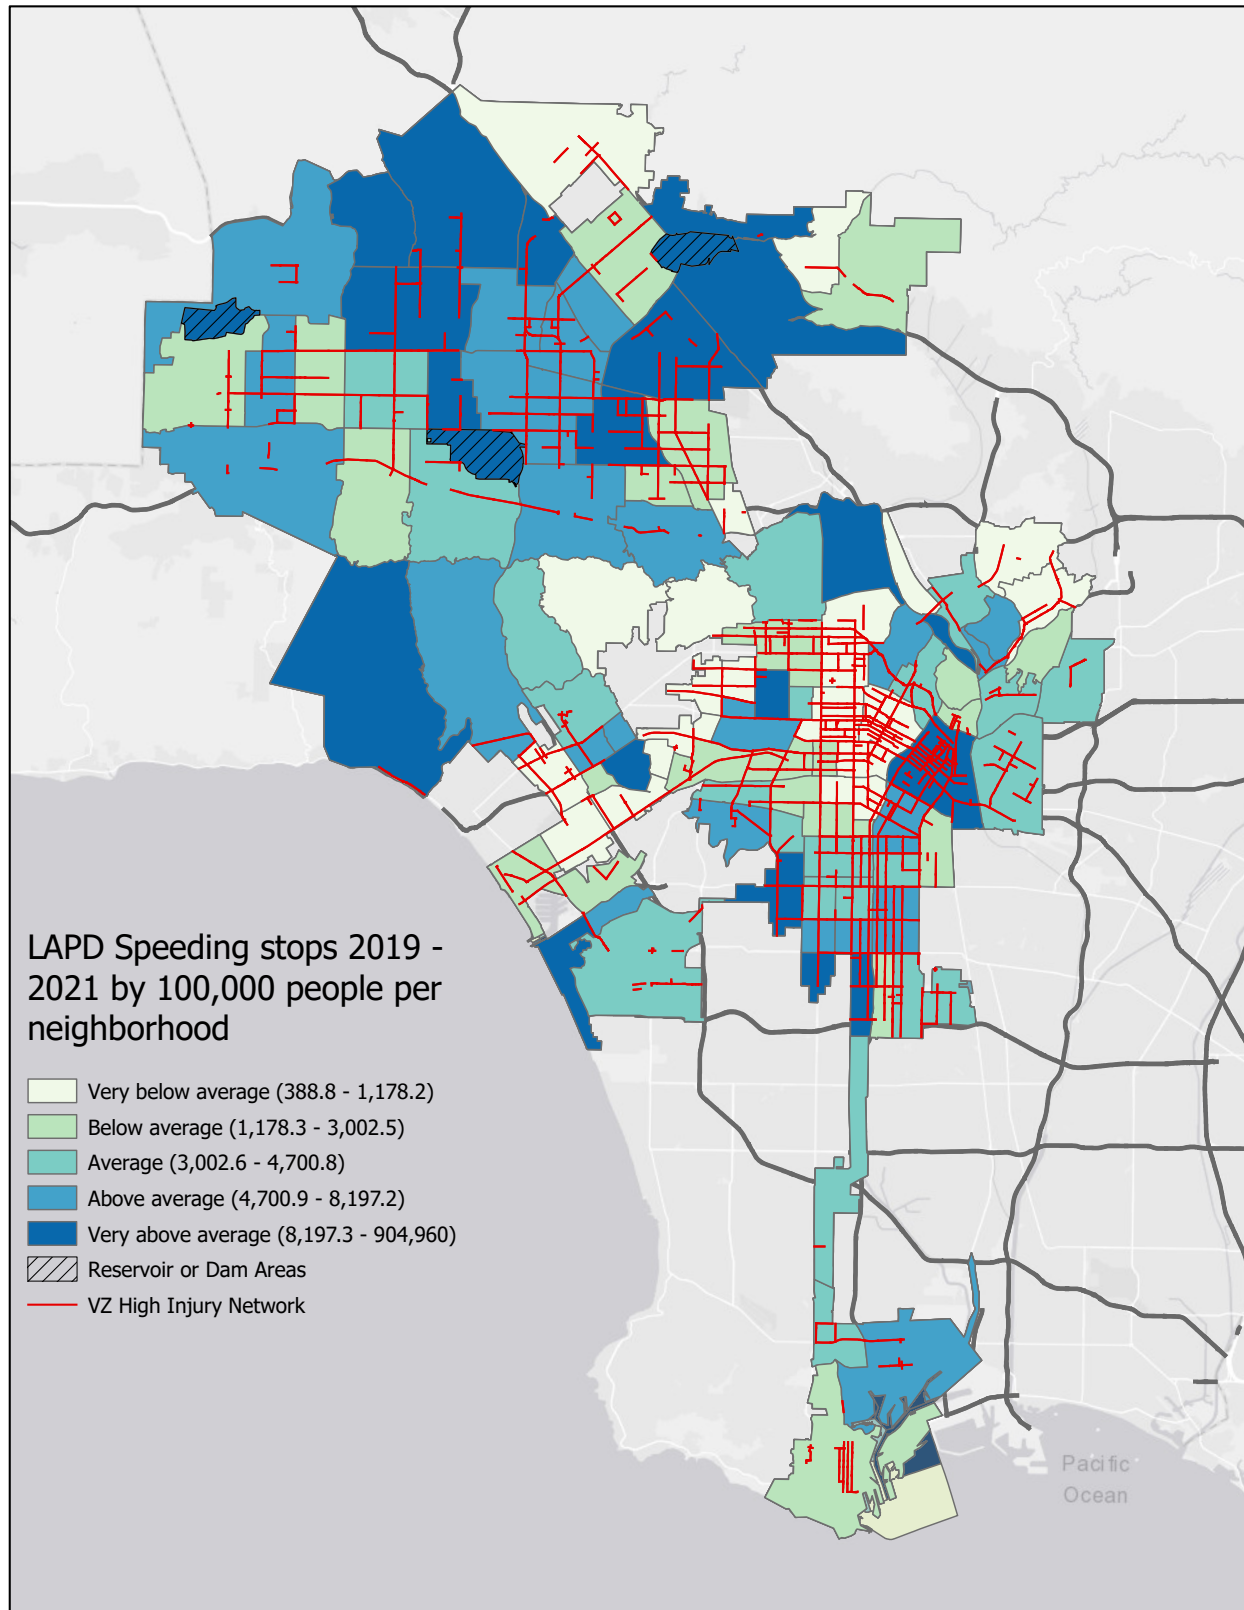 LAPD Speeding stops 2019 -
2021 by 100,000 people per
neighborhood
Very below average (388.8 - 1,178.2)
Below average (1,178.3 - 3,002.5)
Average (3,002.6 - 4,700.8)
Above average (4,700.9 - 8,197.2)
Very above average (8,197.3 - 904,960)
Reservoir or Dam Areas
VZ High Injury Network
Pacific
Ocean